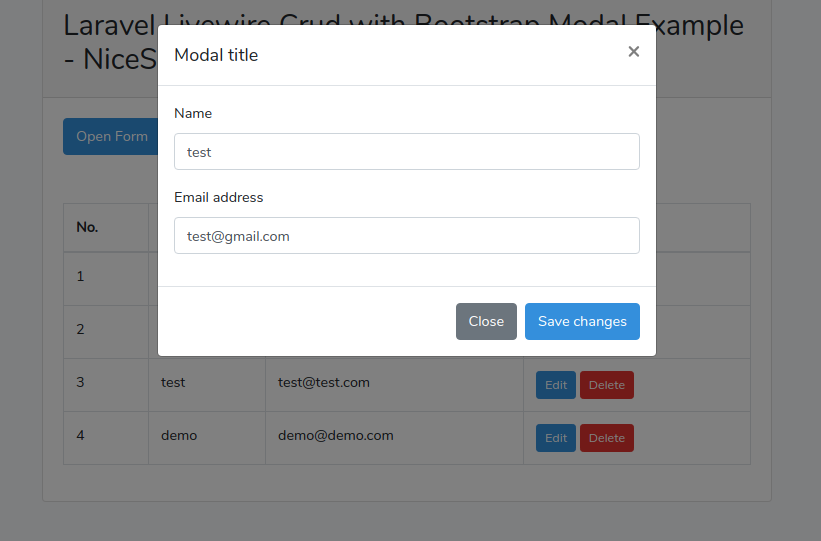 Laravel Livewire Crud with Bootstrap Modal Example
- NiceS
Modal title
×
Name
test
Email address
test@gmail.com
Close Save changes
Open Form
No.
1
2
3 test test@test.com Edit Delete
4 demo demo@demo.com Edit Delete